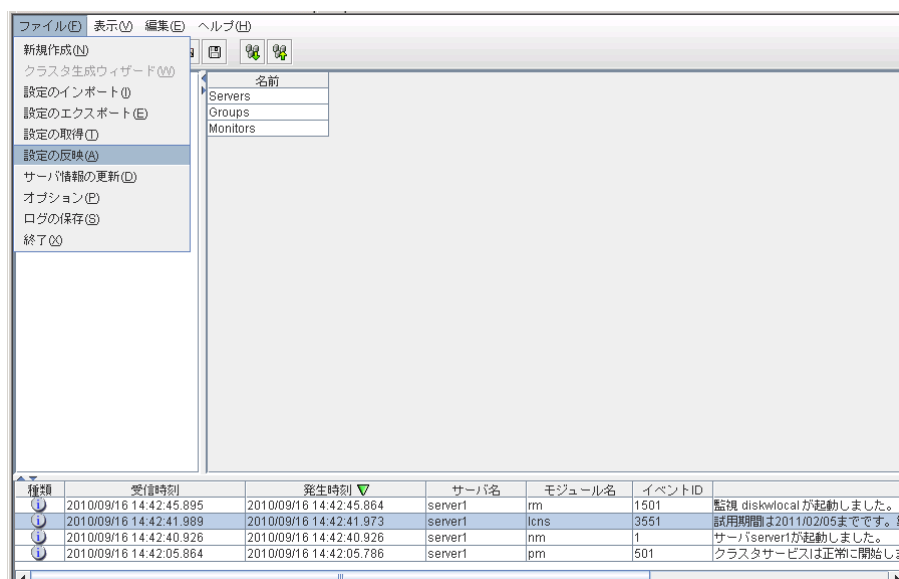 ファイル(F) 表示(V) 編集(E) ヘルプ(H)
新規作成(N)
クラスタ生成ウィザード(W)
設定のインポート(I)
設定のエクスポート(E)
設定の取得(T)
設定の反映(A)
サーバ情報の更新(D)
オプション(P)
ログの保存(S)
終了(X)
名前
Servers
Groups
Monitors
種類 受信時刻 発生時刻 サーバ名 モジュール名 イベントID
2010/09/16 14:42:45.895 2010/09/16 14:42:45.864 server1 rm 1501 監視 diskwlocal が起動しました。
2010/09/16 14:42:41.989 2010/09/16 14:42:41.973 server1 lcns 3551 試用期間は2011/02/05までです。
2010/09/16 14:42:40.926 2010/09/16 14:42:40.926 server1 nm 1 サーバserver1が起動しました。
2010/09/16 14:42:05.864 2010/09/16 14:42:05.786 server1 pm 501 クラスタサービスは正常に開始し